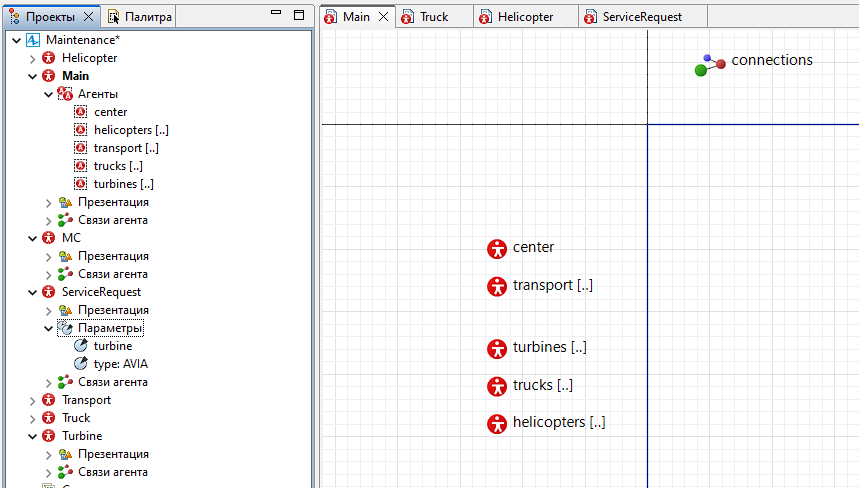 Проекты
Палитра
Maintenance*
Helicopter
Main
Агенты
center
helicopters [..]
transport [..]
trucks [..]
turbines [..]
Презентация
Связи агента
MC
Презентация
Связи агента
ServiceRequest
Презентация
Параметры
turbine
type: AVIA
Связи агента
Transport
Truck
Turbine
Презентация
Связи агента
Main
Truck
Helicopter
ServiceRequest
connections
center
transport [..]
turbines [..]
trucks [..]
helicopters [..]